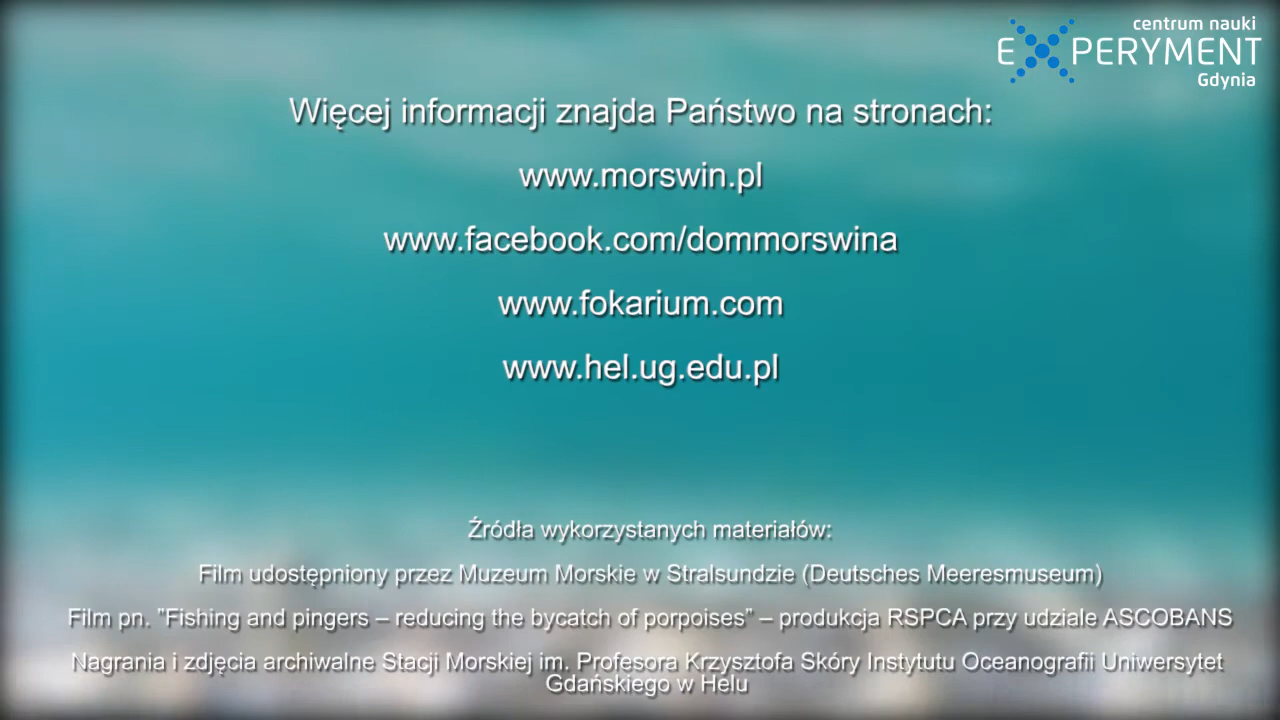 centrum nauki
EXPERYMENT
Gdynia
Więcej informacji znajda Państwo na stronach:
www.morswin.pl
www.facebook.com/dommorswina
www.fokarium.com
www.hel.ug.edu.pl
Źródła wykorzystanych materiałów:
Film udostępniony przez Muzeum Morskie w Stralsundzie (Deutsches Meeresmuseum)
Film pn. ”Fishing and pingers – reducing the bycatch of porpoises” – produkcja RSPCA przy udziale ASCOBANS
Nagrania i zdjęcia archiwalne Stacji Morskiej im. Profesora Krzysztofa Skóry Instytutu Oceanografii Uniwersytet
Gdańskiego w Helu